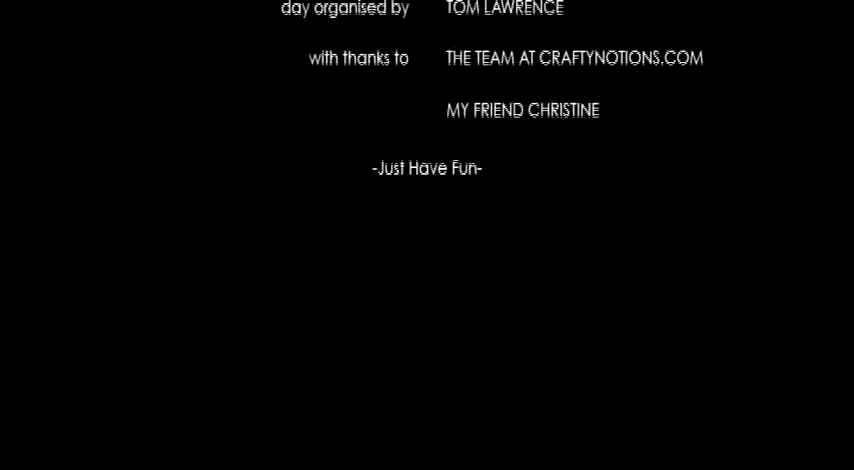 day organised by TOM LAWRENCE
with thanks to THE TEAM AT CRAFTYNOTIONS.COM
MY FRIEND CHRISTINE
-Just Have Fun-